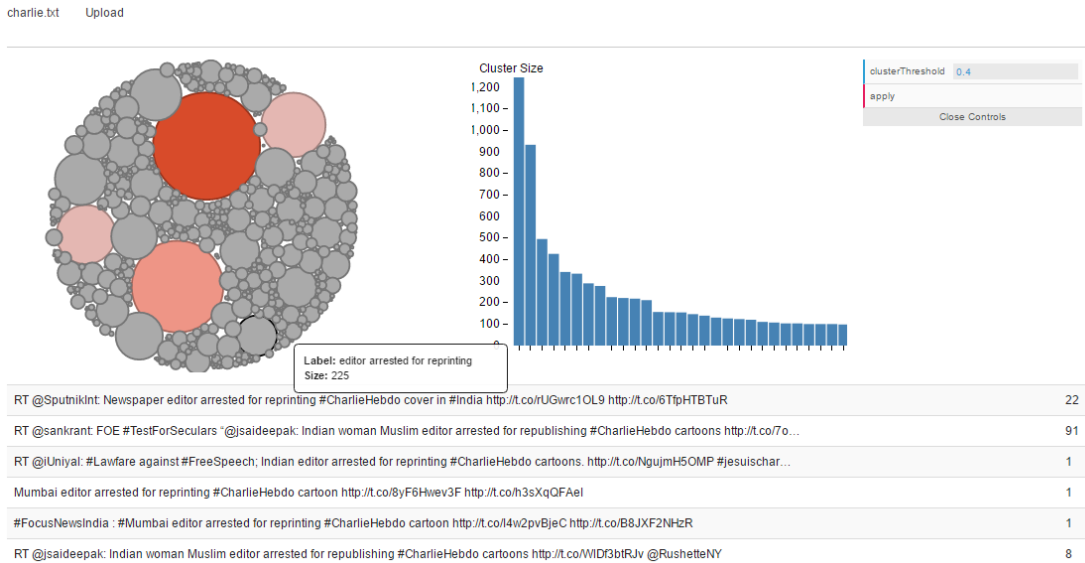 charlie.txt Upload
Cluster Size
1,200
1,100
1,000
900
800
700
600
500
400
300
200
100
0
clusterThreshold 0.4
apply
Close Controls
Label: editor arrested for reprinting
Size: 225
RT @SputnikInt: Newspaper editor arrested for reprinting #CharlieHebdo cover in #India http://t.co/rUGwrc1OL9 http://t.co/6TfpHTBTuR 22
RT @sankrant: FOE #TestForSeculars "@jsaideepak: Indian woman Muslim editor arrested for republishing #CharlieHebdo cartoons http://t.co/7o… 91
RT @iUniyal: #Lawfare against #FreeSpeech; Indian editor arrested for reprinting #CharlieHebdo cartoons. http://t.co/NgujmH5OMP #jesuischar… 1
Mumbai editor arrested for reprinting #CharlieHebdo cartoon http://t.co/8yF6Hwev3F http://t.co/h3sXqQFAeI 1
#FocusNewsIndia : #Mumbai editor arrested for reprinting #CharlieHebdo cartoon http://t.co/l4w2pvBjeC http://t.co/B8JXF2NHzR 1
RT @jsaideepak: Indian woman Muslim editor arrested for republishing #CharlieHebdo cartoons http://t.co/WIDf3btRJv @RushetteNY 8